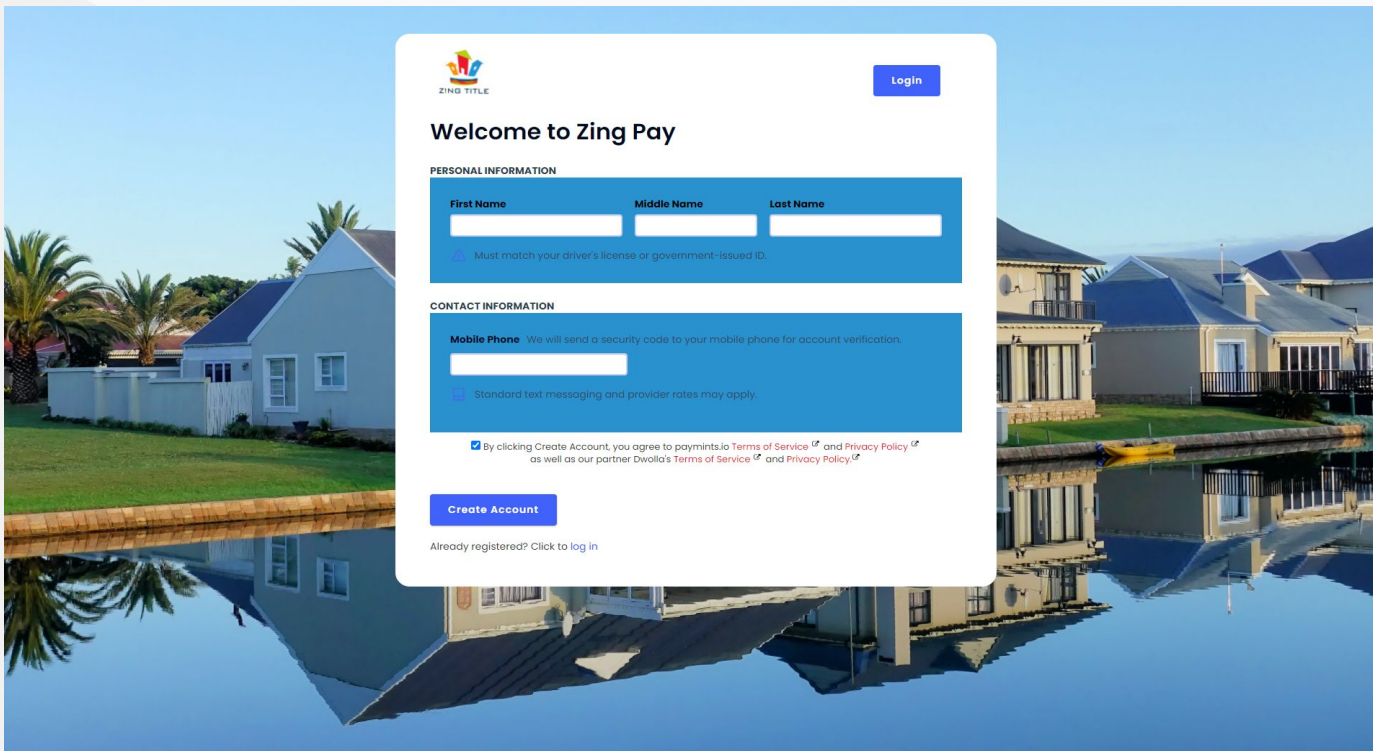 ZING TITLE
Login
Welcome to Zing Pay
PERSONAL INFORMATION
First Name Middle Name Last Name
Must match your driver's license or government-issued ID.
CONTACT INFORMATION
Mobile Phone We will send a security code to your mobile phone for account verification.
Standard text messaging and provider rates may apply.
By clicking Create Account, you agree to paymints.io Terms of Service and Privacy Policy
as well as our partner Dwolla's Terms of Service and Privacy Policy.
Create Account
Already registered? Click to log in